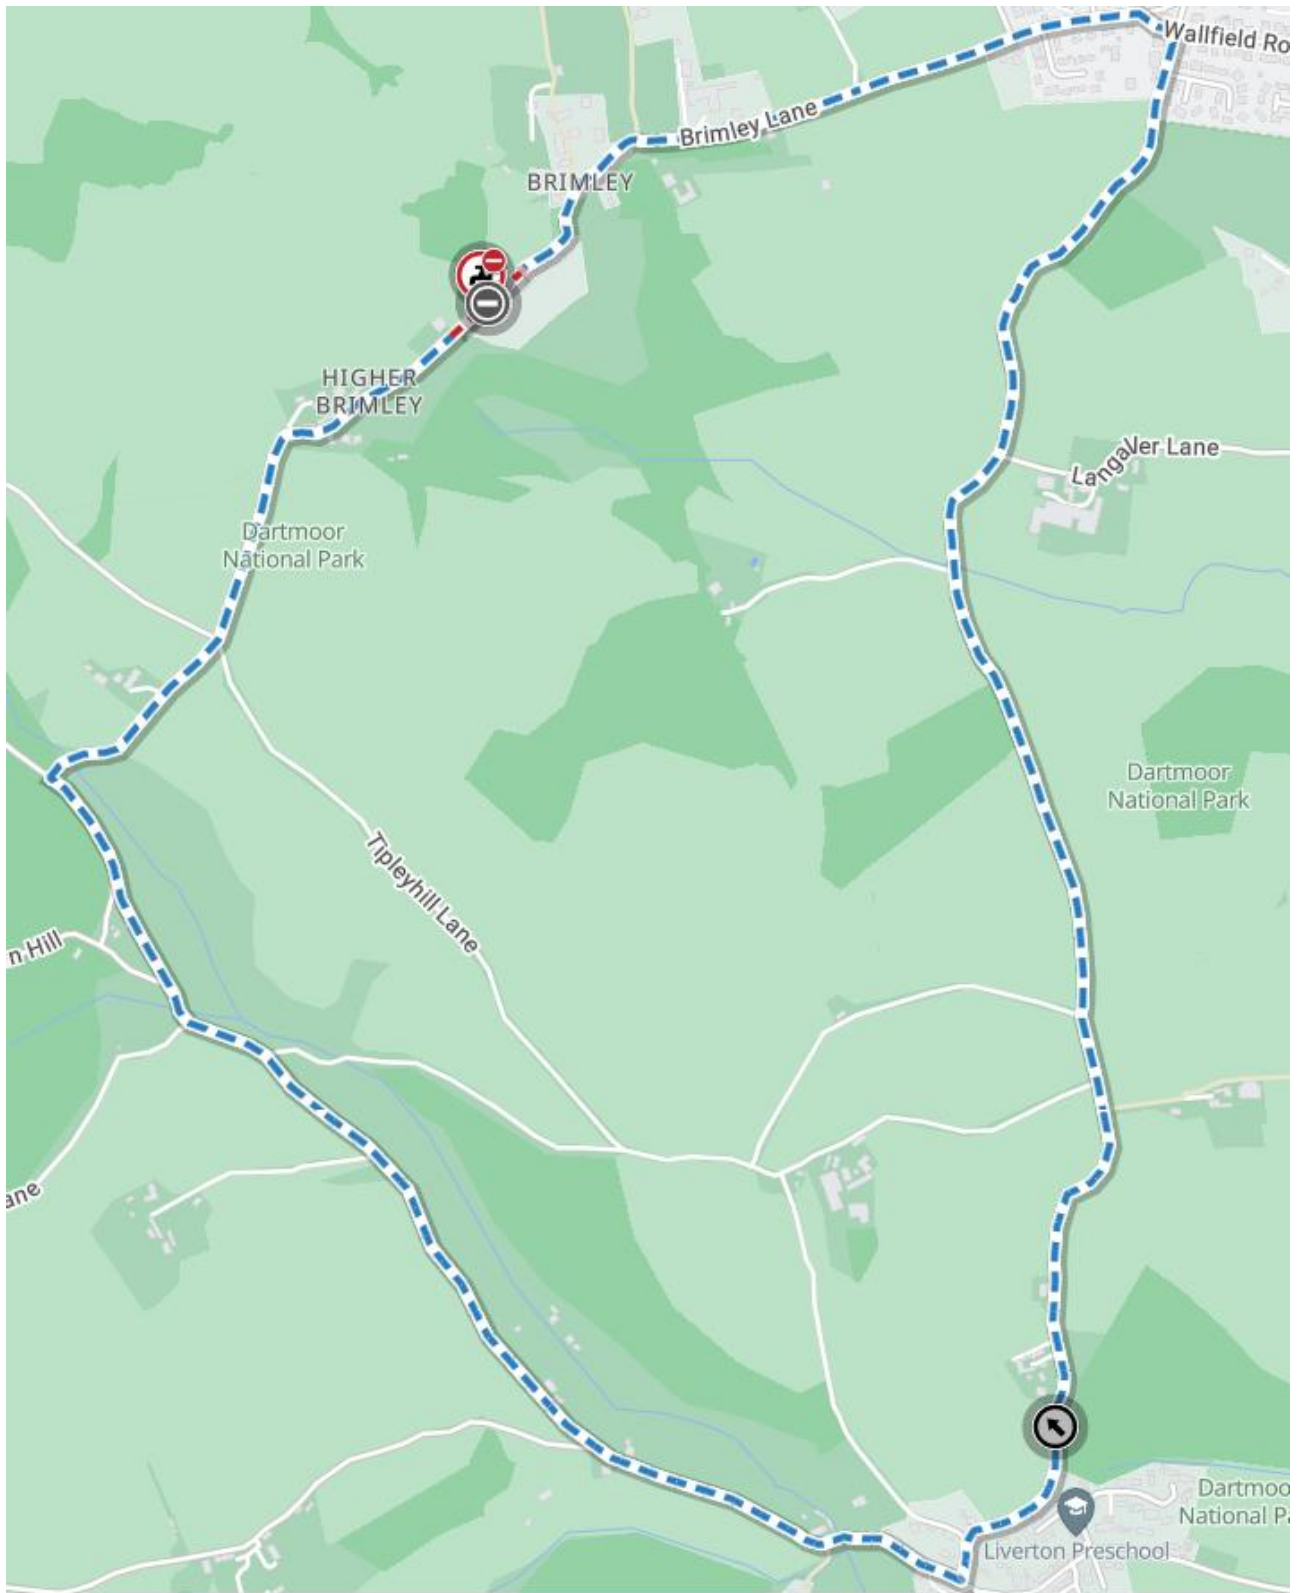 Wallfield Ro
Brimley Lane
BRIMLEY
HIGHER
BRIMLEY
Langaller Lane
Dartmoor
National Park
Dartmoor
National Park
Tipleyhill Lane
n Hill
ane
Dartmoo
National Pa
Liverton Preschool